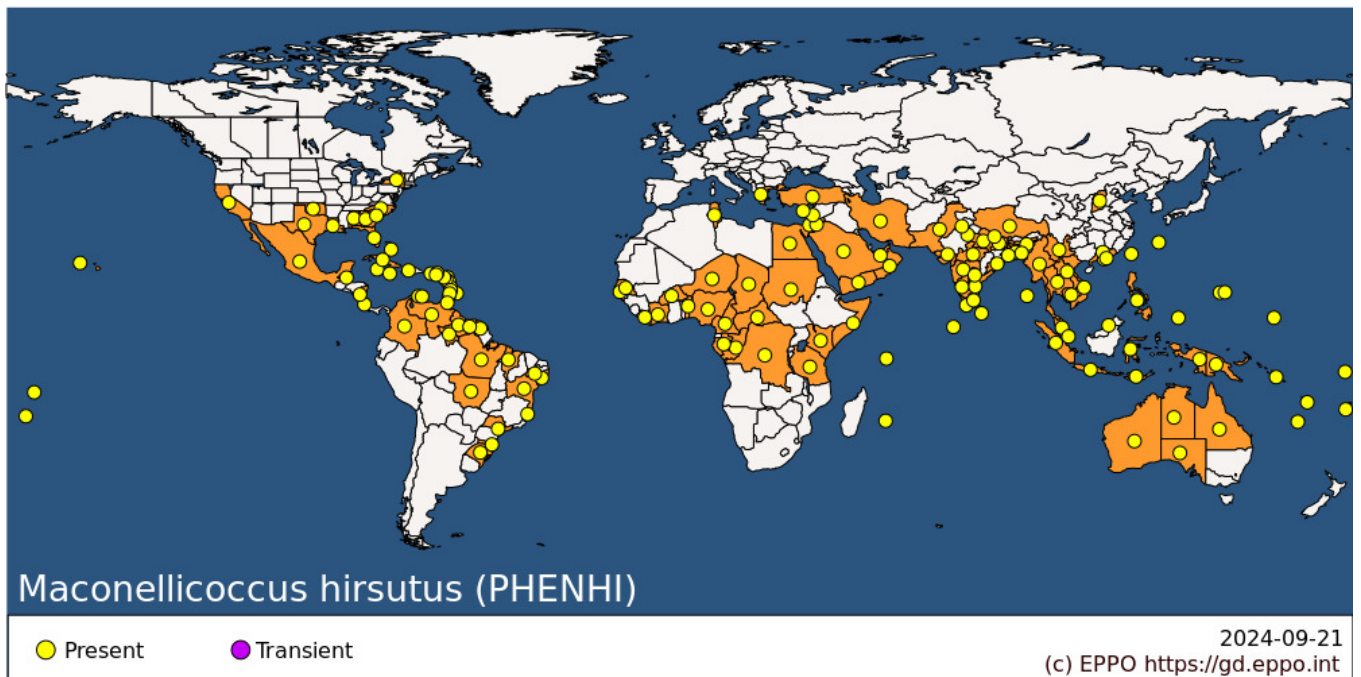 Maconellicoccus hirsutus (PHENHI)
Present
Transient
2024-09-21
(c) EPPO https://gd.eppo.int